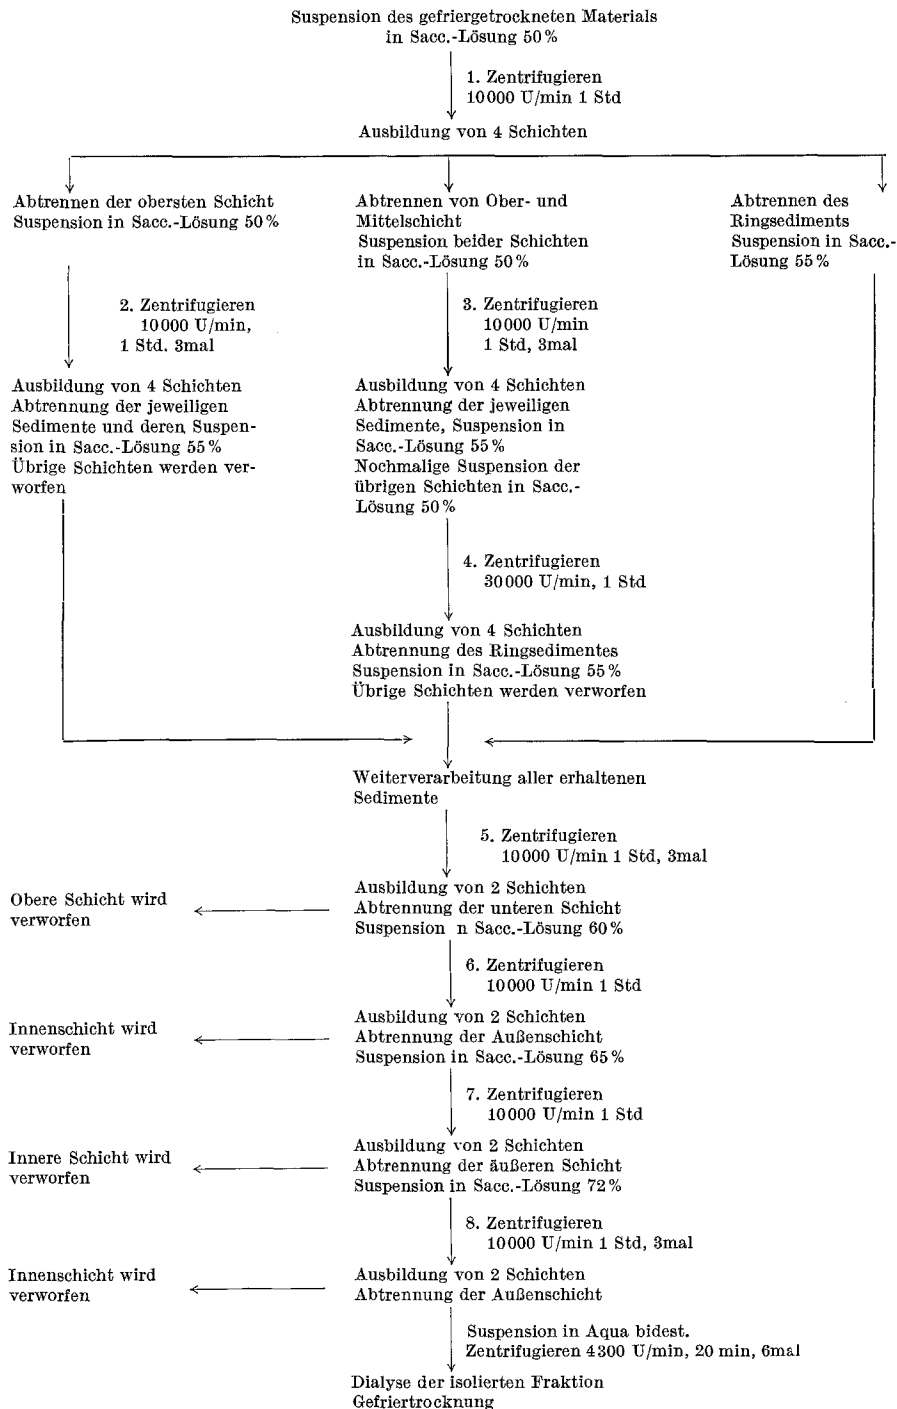 Suspension des gefriergetrockneten Materials
in Sacc.-Lösung 50%
1. Zentrifugieren
10000 U/min 1 Std
Ausbildung von 4 Schichten
Abtrennen der obersten Schicht
Suspension in Sacc.-Lösung 50%
Abtrennen von Ober- und
Mittelschicht
Suspension beider Schichten
in Sacc.-Lösung 50%
Abtrennen des
Ringsediments
Suspension in Sacc.-
Lösung 55%
2. Zentrifugieren
10000 U/min,
1 Std. 3mal
3. Zentrifugieren
10000 U/min
1 Std, 3mal
Ausbildung von 4 Schichten
Abtrennung der jeweiligen
Sedimente und deren Suspen-
sion in Sacc.-Lösung 55%
Übrige Schichten werden ver-
worfen
Ausbildung von 4 Schichten
Abtrennung der jeweiligen
Sedimente, Suspension in
Sacc.-Lösung 55%
Nochmalige Suspension der
übrigen Schichten in Sacc.-
Lösung 50%
4. Zentrifugieren
30000 U/min, 1 Std
Ausbildung von 4 Schichten
Abtrennung des Ringsedimentes
Suspension in Sacc.-Lösung 55%
Übrige Schichten werden verworfen
Weiterverarbeitung aller erhaltenen
Sedimente
5. Zentrifugieren
10000 U/min 1 Std, 3mal
Obere Schicht wird
verworfen
Ausbildung von 2 Schichten
Abtrennung der unteren Schicht
Suspension n Sacc.-Lösung 60%
6. Zentrifugieren
10000 U/min 1 Std
Innenschicht wird
verworfen
Ausbildung von 2 Schichten
Abtrennung der Außenschicht
Suspension in Sacc.-Lösung 65%
7. Zentrifugieren
10000 U/min 1 Std
Innere Schicht wird
verworfen
Ausbildung von 2 Schichten
Abtrennung der äußeren Schicht
Suspension in Sacc.-Lösung 72%
8. Zentrifugieren
10000 U/min 1 Std, 3mal
Innenschicht wird
verworfen
Ausbildung von 2 Schichten
Abtrennung der Außenschicht
Suspension in Aqua bidest.
Zentrifugieren 4300 U/min, 20 min, 6mal
Dialyse der isolierten Fraktion
Gefriertrocknung